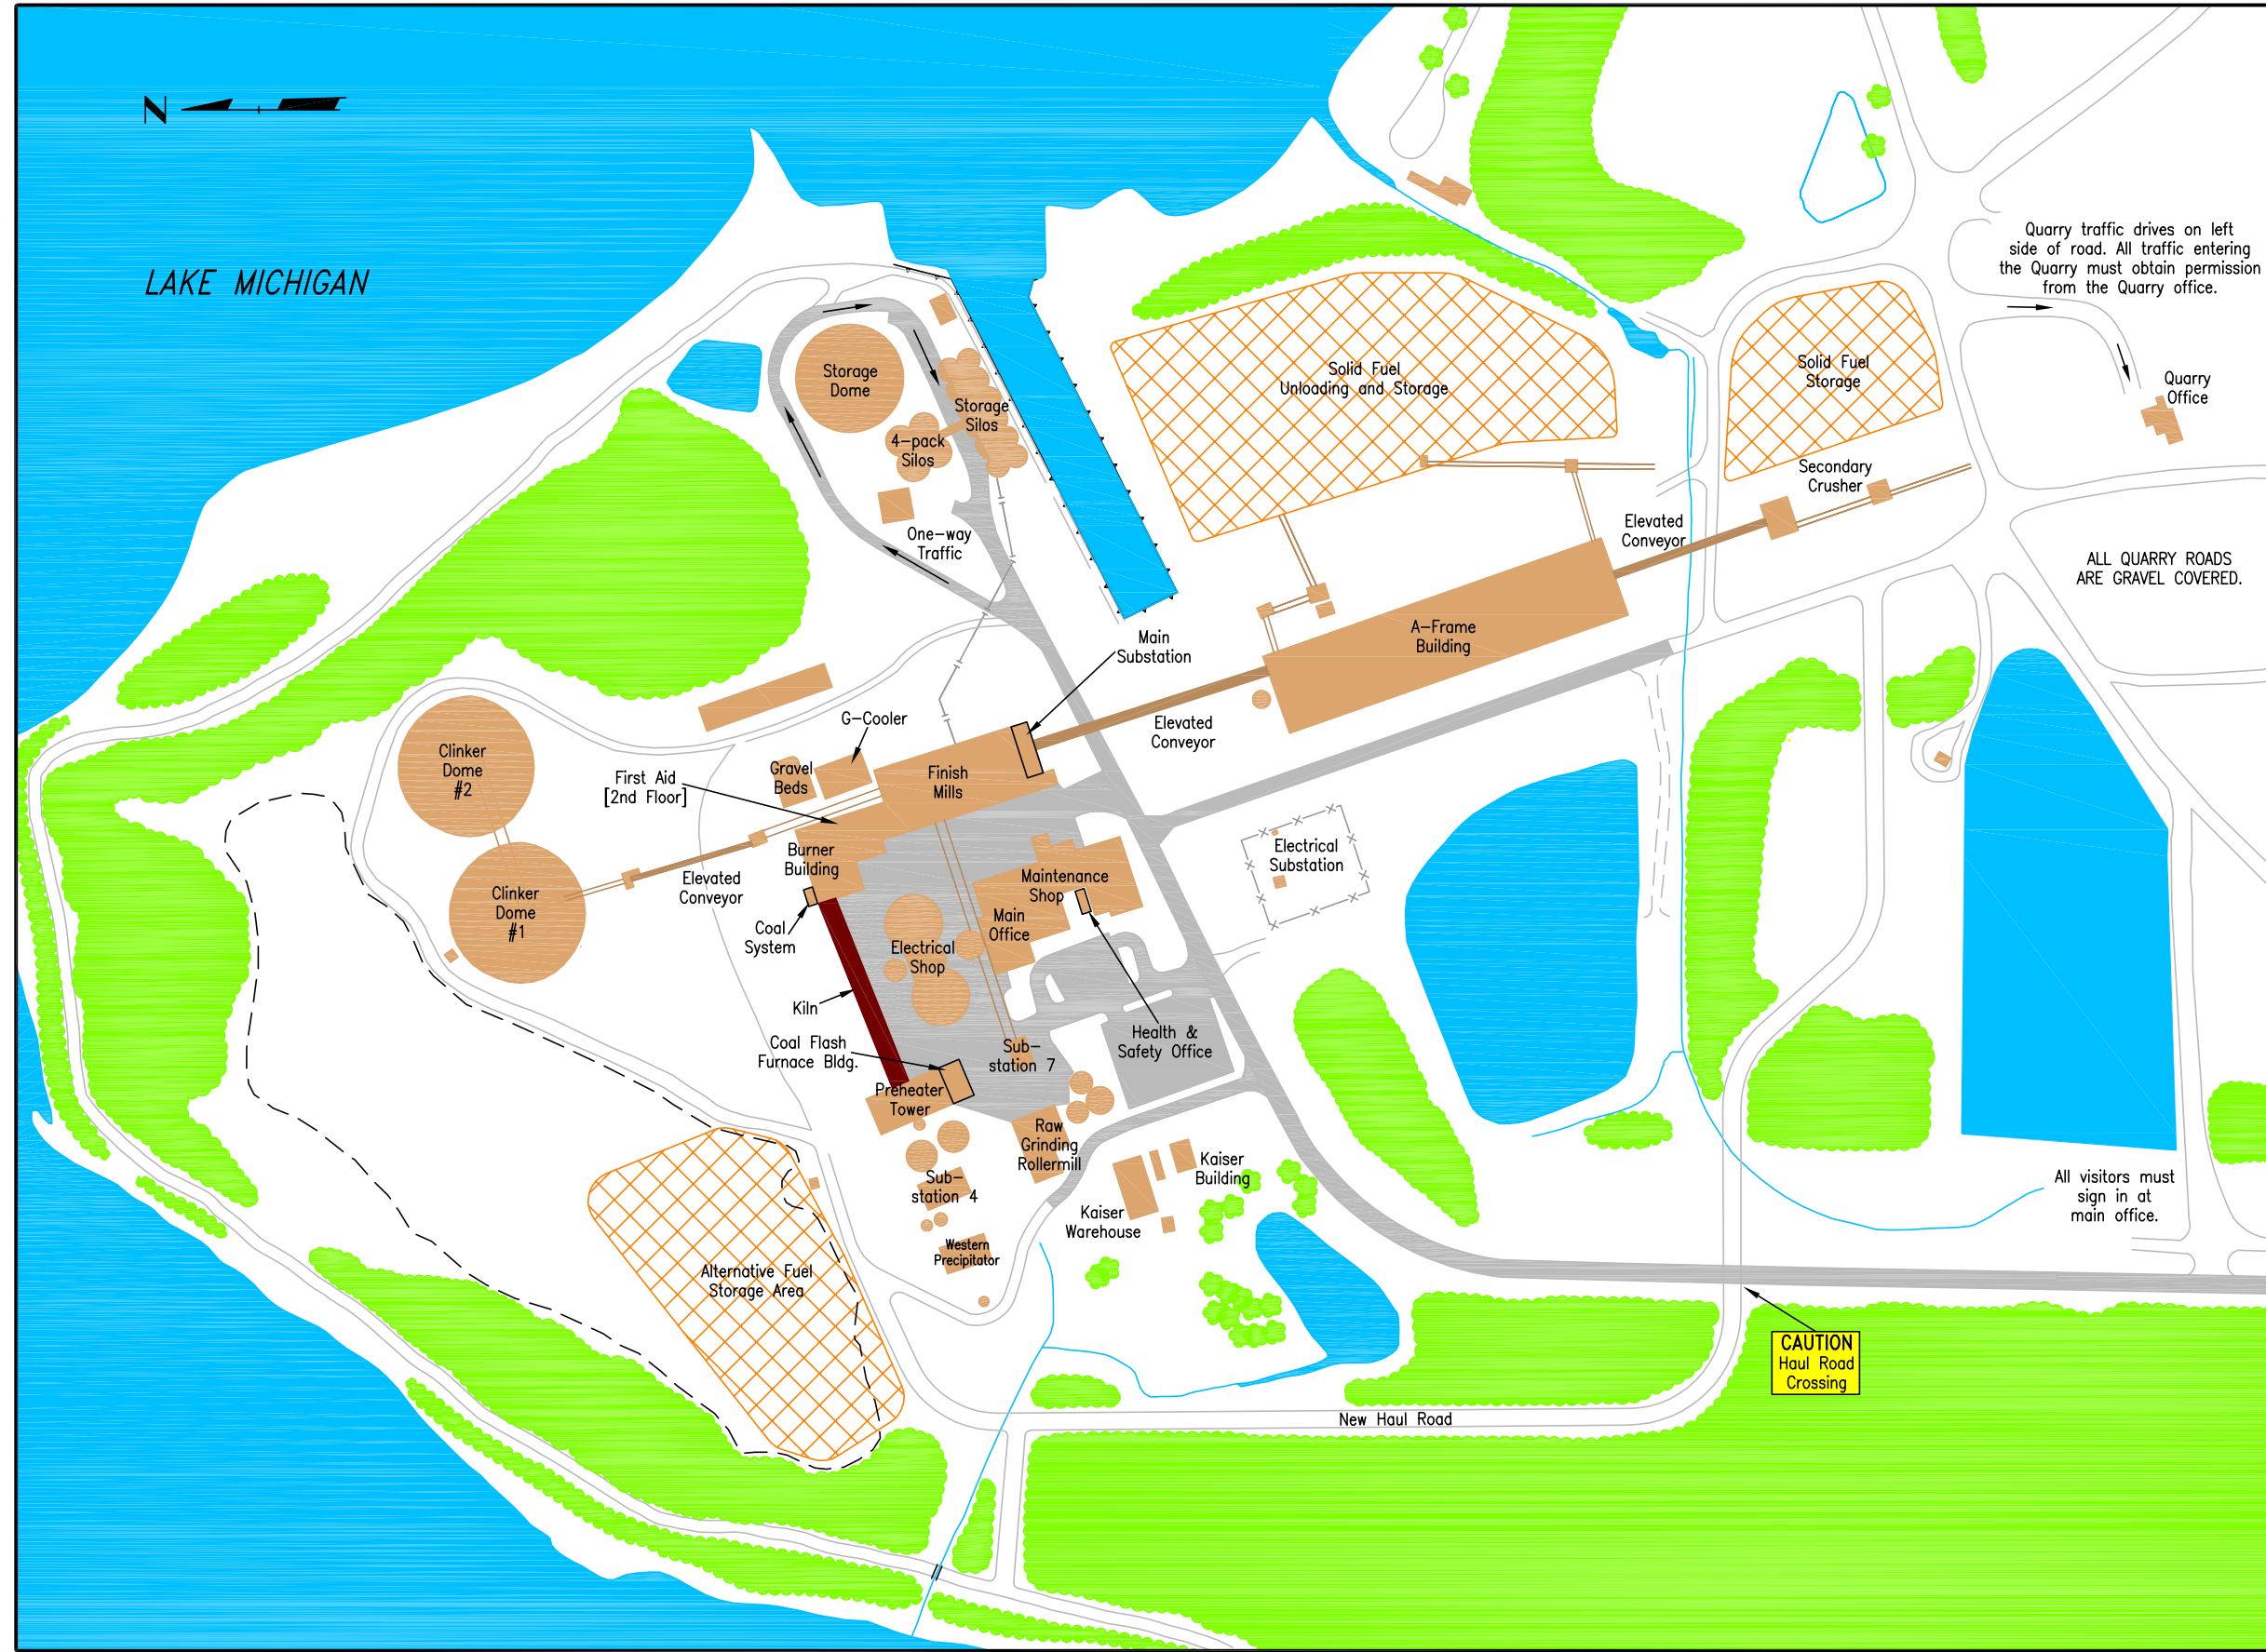 N
LAKE MICHIGAN
Quarry traffic drives on left
side of road. All traffic entering
the Quarry must obtain permission
from the Quarry office.
Storage
Dome
Storage
Silos
4-pack
Silos
Solid Fuel
Unloading and Storage
Solid Fuel
Storage
Quarry
Office
Secondary
Crusher
One-way
Traffic
Elevated
Conveyor
ALL QUARRY ROADS
ARE GRAVEL COVERED.
Main
Substation
A-Frame
Building
G-Cooler
Elevated
Conveyor
Clinker
Dome
#2
First Aid
[2nd Floor]
Gravel
Beds
Finish
Mills
Burner
Building
Electrical
Substation
Elevated
Conveyor
Maintenance
Shop
Clinker
Dome
#1
Coal
System
Main
Office
Electrical
Shop
Kiln
Coal Flash
Furnace Bldg.
Sub-
station 7
Health &
Safety Office
Preheater
Tower
Raw
Grinding
Rollermill
Kaiser
Building
Sub-
station 4
Kaiser
Warehouse
All visitors must
sign in at
main office.
Western
Precipitator
Alternative Fuel
Storage Area
CAUTION
Haul Road
Crossing
New Haul Road